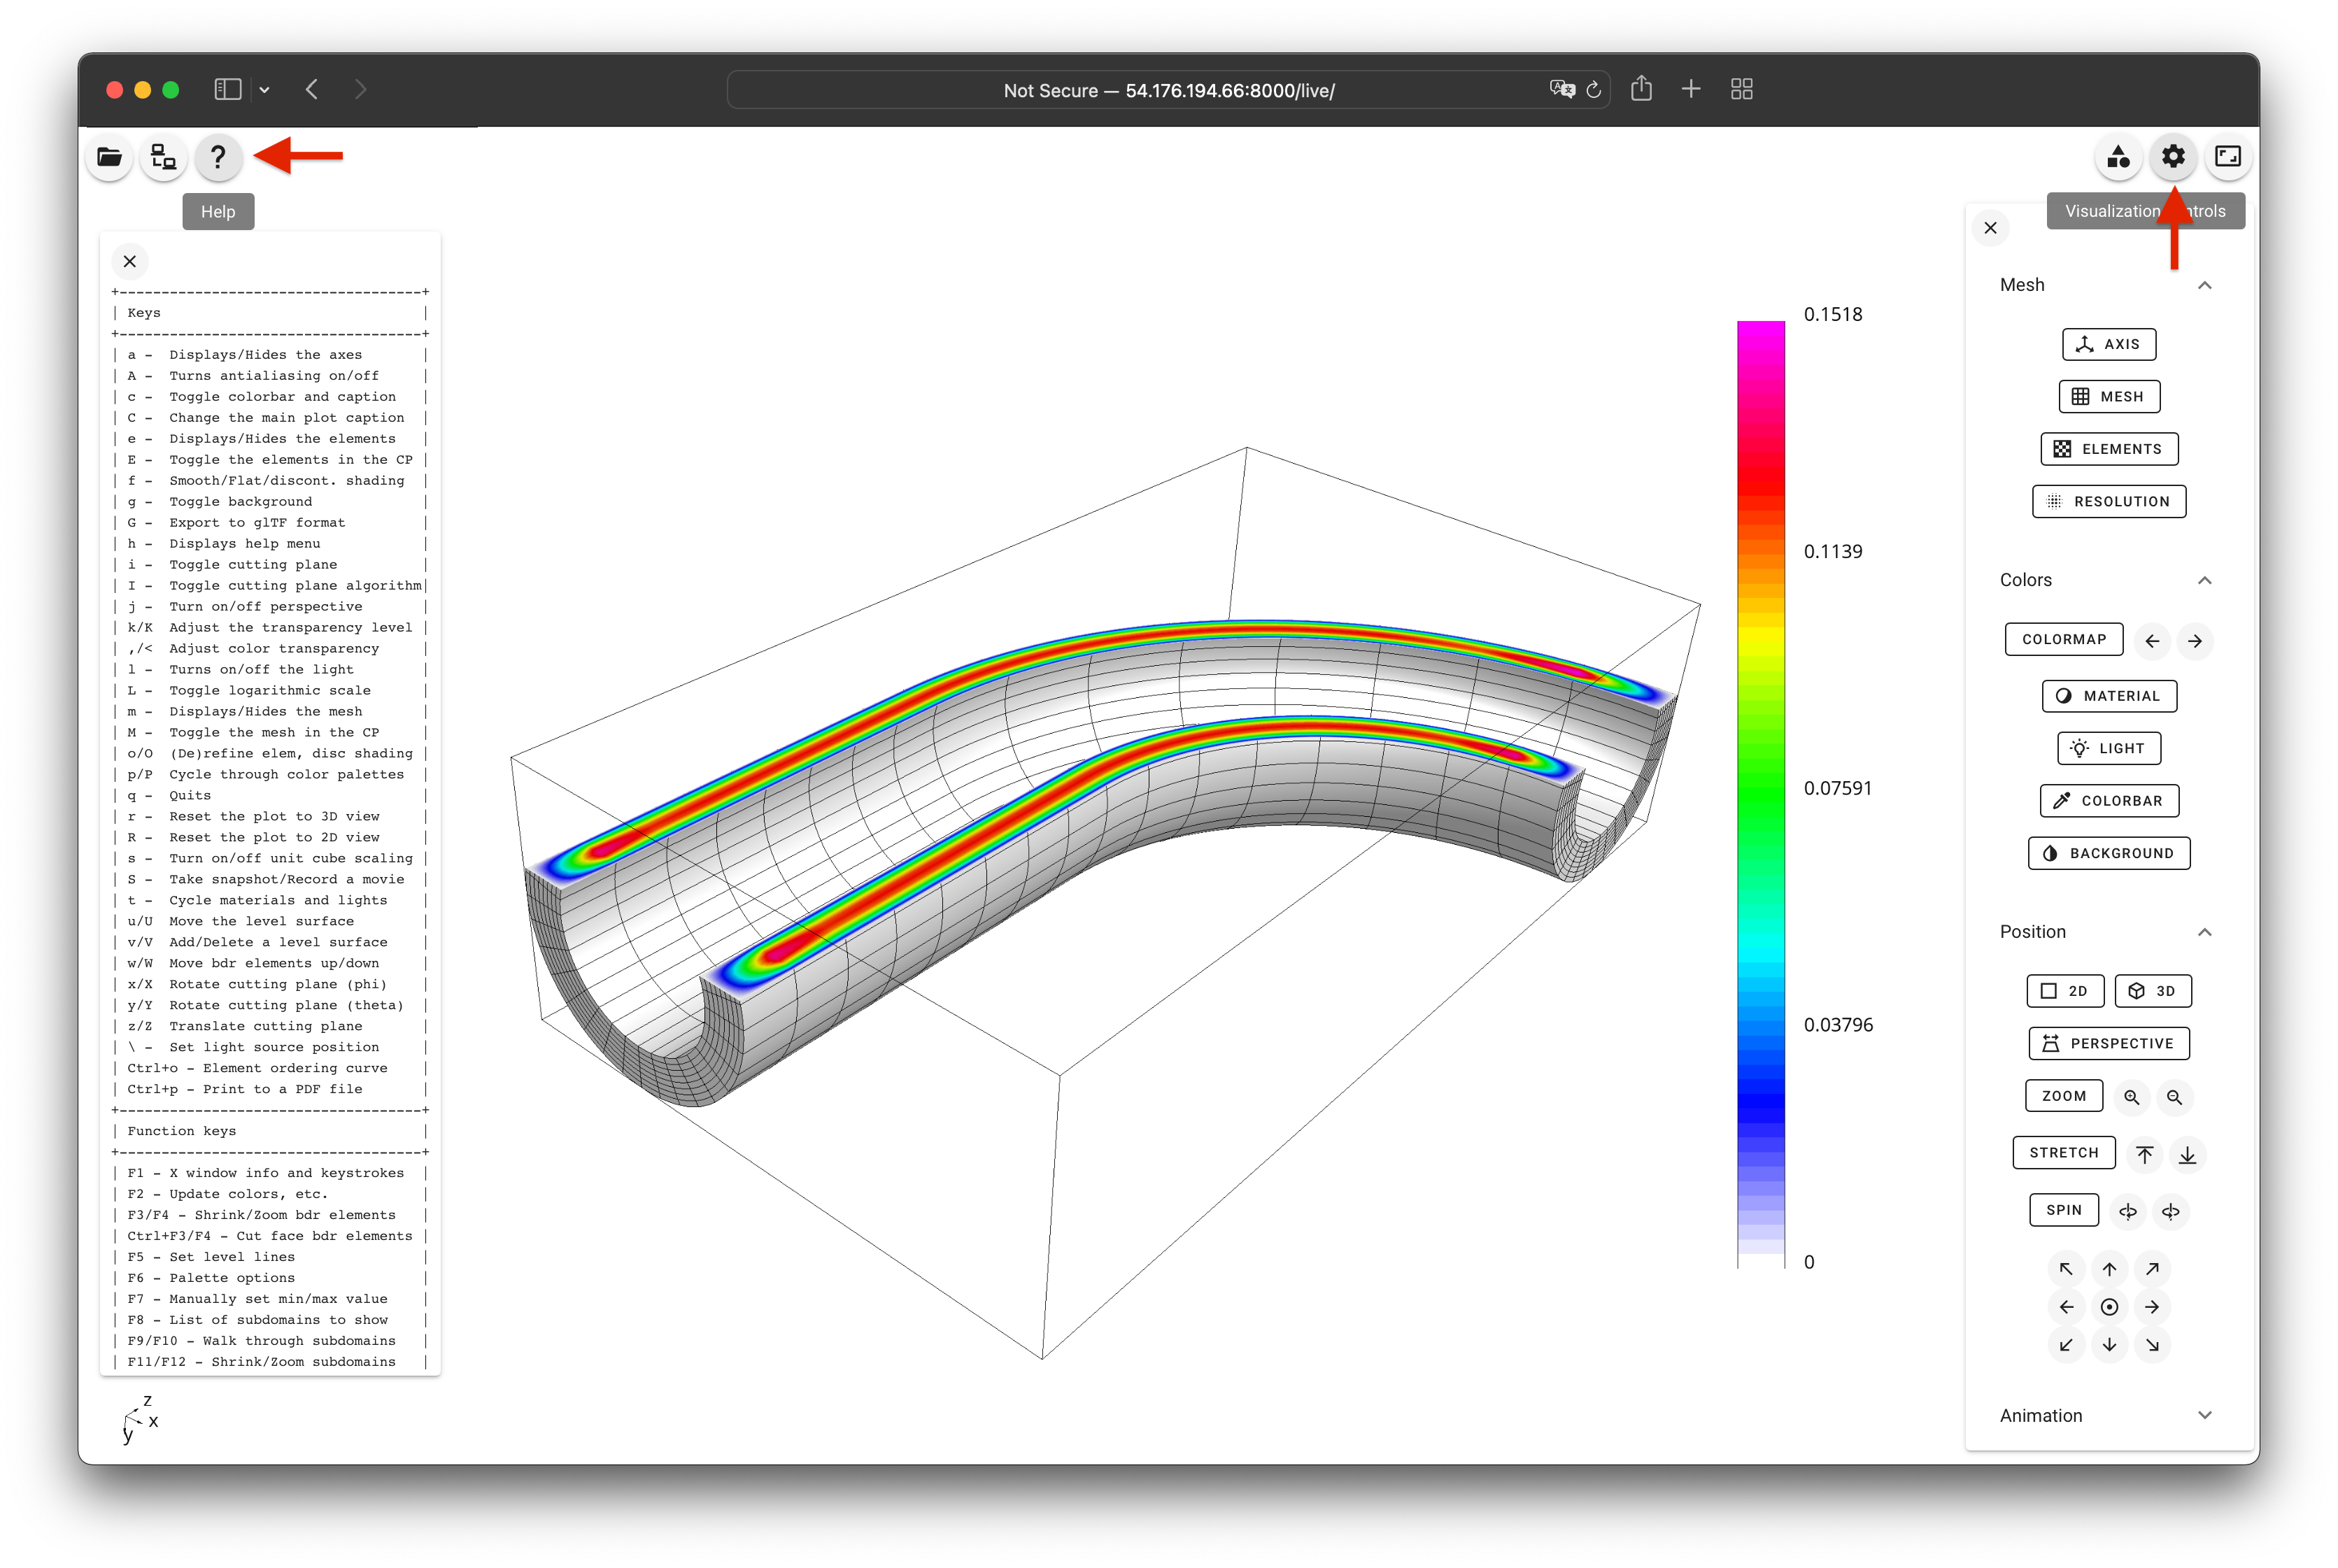 Not Secure — 54.176.194.66:8000/live/
?
Help
Keys
a - Displays/Hides the axes
A - Turns antialiasing on/off
c - Toggle colorbar and caption
C - Change the main plot caption
e - Displays/Hides the elements
E - Toggle the elements in the CP
f - Smooth/Flat/discont. shading
g - Toggle background
G - Export to glTF format
h - Displays help menu
i - Toggle cutting plane
I - Toggle cutting plane algorithm
j - Turn on/off perspective
k/K Adjust the transparency level
,/< Adjust color transparency
l - Turns on/off the light
L - Toggle logarithmic scale
m - Displays/Hides the mesh
M - Toggle the mesh in the CP
o/O (De)refine elem, disc shading
p/P Cycle through color palettes
q - Quits
r - Reset the plot to 3D view
R - Reset the plot to 2D view
s - Turn on/off unit cube scaling
S - Take snapshot/Record a movie
t - Cycle materials and lights
u/U Move the level surface
v/V Add/Delete a level surface
w/W Move bdr elements up/down
x/X Rotate cutting plane (phi)
y/Y Rotate cutting plane (theta)
z/Z Translate cutting plane
\ - Set light source position
Ctrl+o - Element ordering curve
Ctrl+p - Print to a PDF file
Function keys
F1 - X window info and keystrokes
F2 - Update colors, etc.
F3/F4 - Shrink/Zoom bdr elements
Ctrl+F3/F4 - Cut face bdr elements
F5 - Set level lines
F6 - Palette options
F7 - Manually set min/max value
F8 - List of subdomains to show
F9/F10 - Walk through subdomains
F11/F12 - Shrink/Zoom subdomains
z
x
y
0.1518
0.1139
0.07591
0.03796
0
Visualization
Mesh
AXIS
MESH
ELEMENTS
RESOLUTION
Colors
COLORMAP
MATERIAL
LIGHT
COLORBAR
BACKGROUND
Position
2D 3D
PERSPECTIVE
ZOOM
STRETCH
SPIN
Animation